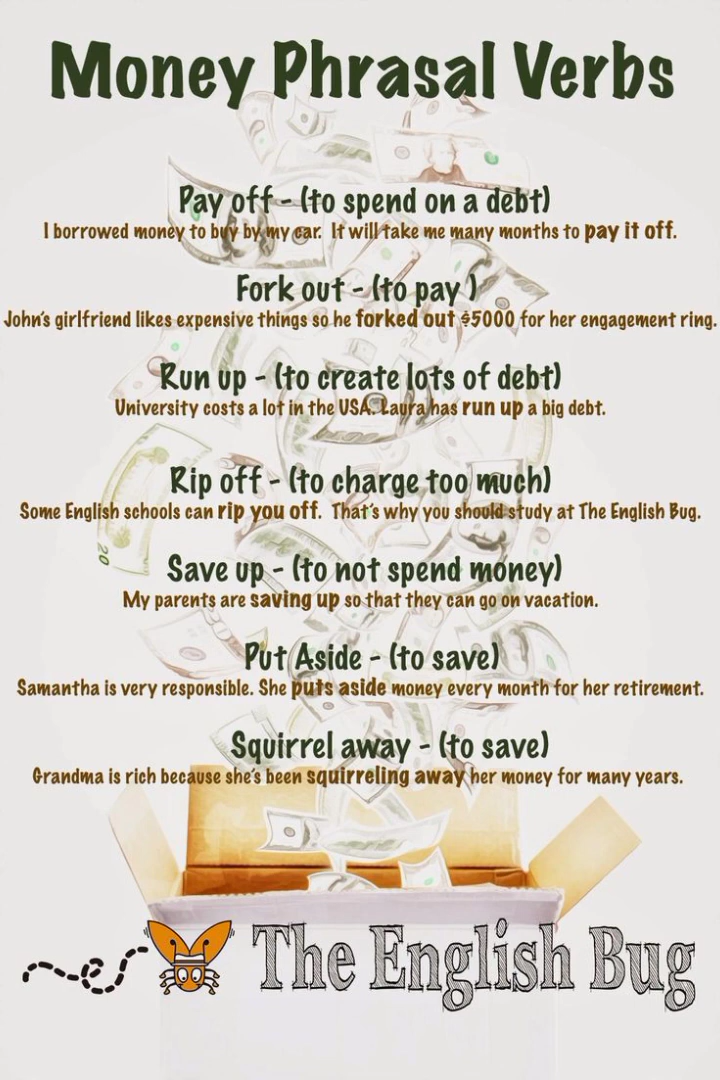 Money Phrasal Verbs
Pay off - (to spend on a debt)
I borrowed money to buy by my car. It will take me many months to pay it off.
Fork out - (to pay )
John's girlfriend likes expensive things so he forked out $5000 for her engagement ring.
Run up - (to create lots of debt)
University costs a lot in the USA. Laura has run up a big debt.
Rip off - (to charge too much)
Some English schools can rip you off. That's why you should study at The English Bug.
Save up - (to not spend money)
My parents are saving up so that they can go on vacation.
Put Aside - (to save)
Samantha is very responsible. She puts aside money every month for her retirement.
Squirrel away - (to save)
Grandma is rich because she's been squirreling away her money for many years.
The English Bug